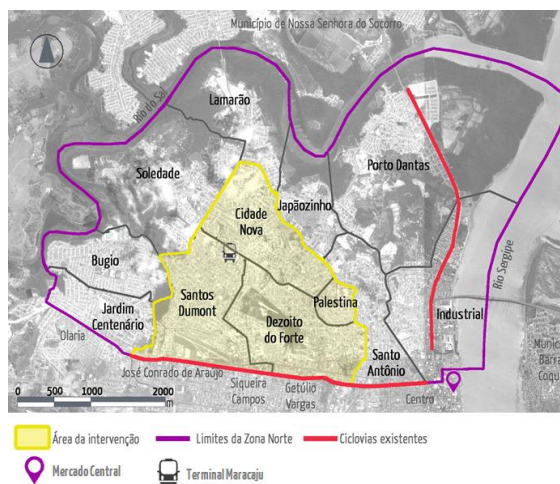 Município de Nossa Senhora do Socorro
Rio do Sal
Lamarão
Porto Dantas
Soledade
Japãozinho
Cidade
Nova
Rio Sergipe
Bugio
Santos
Dumont
Palestina
Jardim
Centenário
Dezoito
do Forte
Industrial
Olaria
Santo
Antônio
José Conrado de Araújo
Siqueira
Campos
Getúlio
Vargas
Centro
0 500 1000 2000
m
Área da intervenção
Limites da Zona Norte
Ciclovias existentes
Mercado Central
Terminal Maracaju